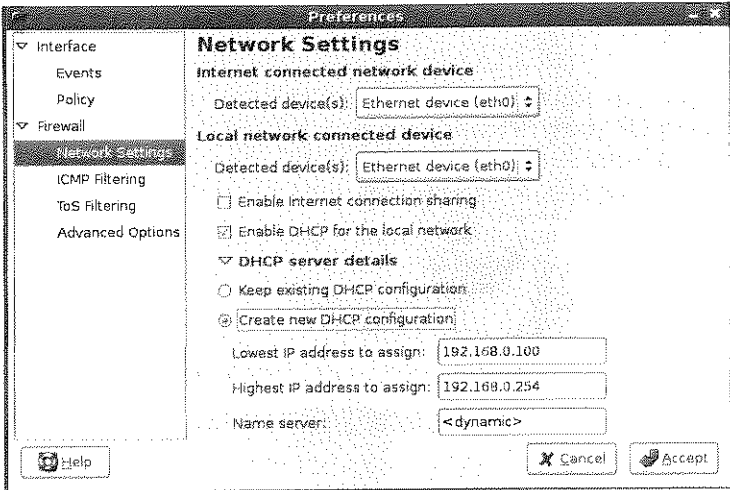 Preferences
Interface
Events
Policy
Firewall
Network Settings
ICMP Filtering
ToS Filtering
Advanced Options
Network Settings
Internet connected network device
Detected device(s): Ethernet device (eth0)
Local network connected device
Detected device(s): Ethernet device (eth0)
Enable Internet connection sharing
Enable DHCP for the local network
DHCP server details
Keep existing DHCP configuration
Create new DHCP configuration
Lowest IP address to assign: 192.168.0.100
Highest IP address to assign: 192.168.0.254
Name server: <dynamic>
Help
Cancel
Accept